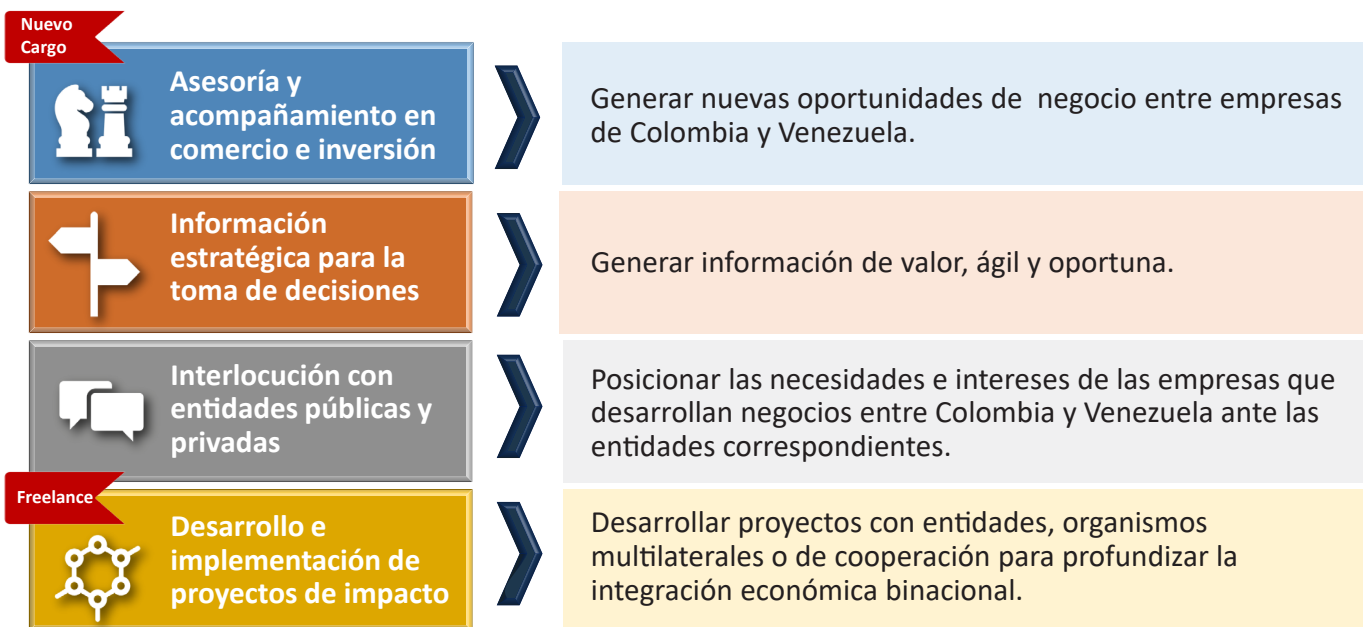 Nuevo
Cargo
Asesoría y
acompañamiento en
comercio e inversión
Generar nuevas oportunidades de negocio entre empresas
de Colombia y Venezuela.
Información
estratégica para la
toma de decisiones
Generar información de valor, ágil y oportuna.
Interlocución con
entidades públicas y
privadas
Posicionar las necesidades e intereses de las empresas que
desarrollan negocios entre Colombia y Venezuela ante las
entidades correspondientes.
Freelance
Desarrollo e
implementación de
proyectos de impacto
Desarrollar proyectos con entidades, organismos
multilaterales o de cooperación para profundizar la
integración económica binacional.